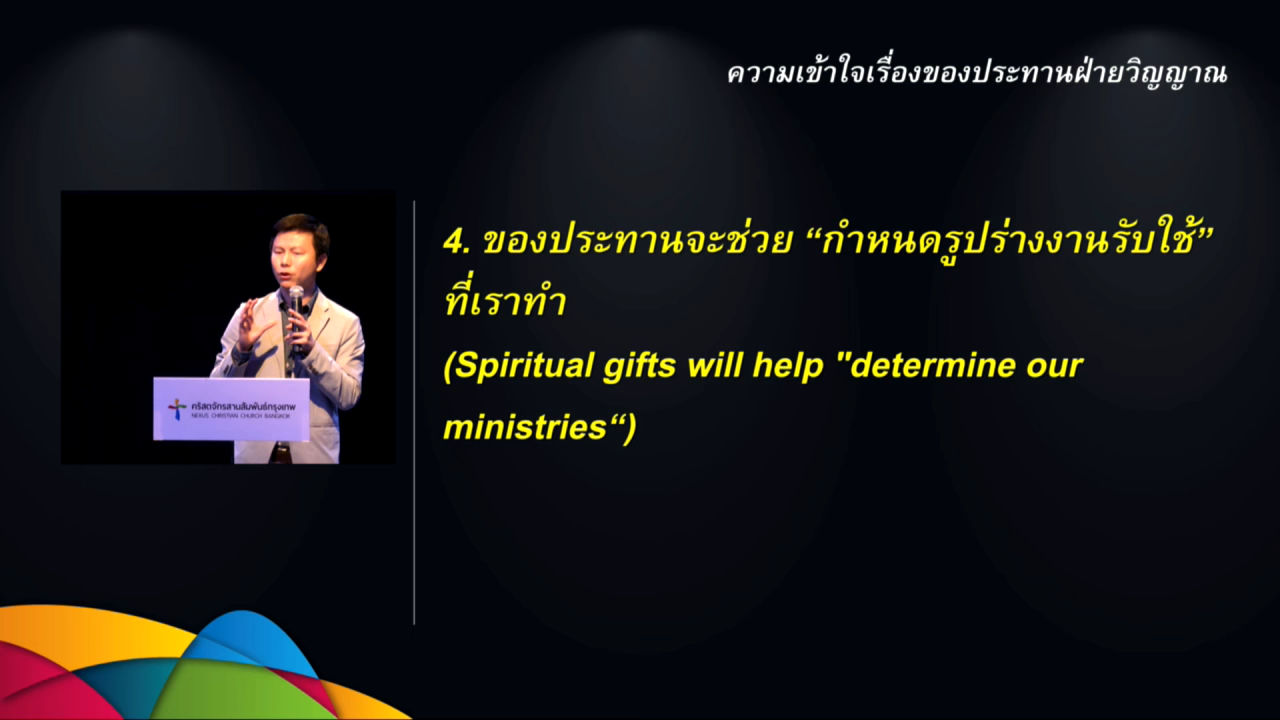 ความเข้าใจเรื่องของประทานฝ่ายวิญญาณ
4. ของประทานจะช่วย “กำหนดรูปร่างงานรับใช้”
ที่เราทำ
(Spiritual gifts will help "determine our
ministries“)
คริสตจักรสานสัมพันธ์กรุงเทพ
NEXUS CHRISTIAN CHURCH BANGKOK